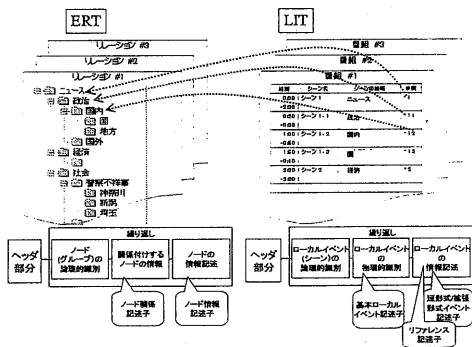 ERT
リレーション #3
リレーション #2
リレーション #1
ニュース
政治
国内
国
地方
国外
経済
社会
警察不祥事
神奈川
新潟
埼玉
ヘッダ部分
繰り返し
ノード(グループ)の論理的識別
関係付けするノードの情報
ノードの情報記述
ノード関係記述子
ノード情報記述子
LIT
番組 #3
番組 #2
番組 #1
シーン1 ニュース
シーン1-1 政治
シーン1-2 国内
国
シーン2 経済
ヘッダ部分
繰り返し
ローカルイベント(シーン)の論理的識別
ローカルイベントの物理的識別
ローカルイベントの情報記述
基本ローカルイベント記述子
リファレンス記述子
短形式/拡張形式イベント記述子